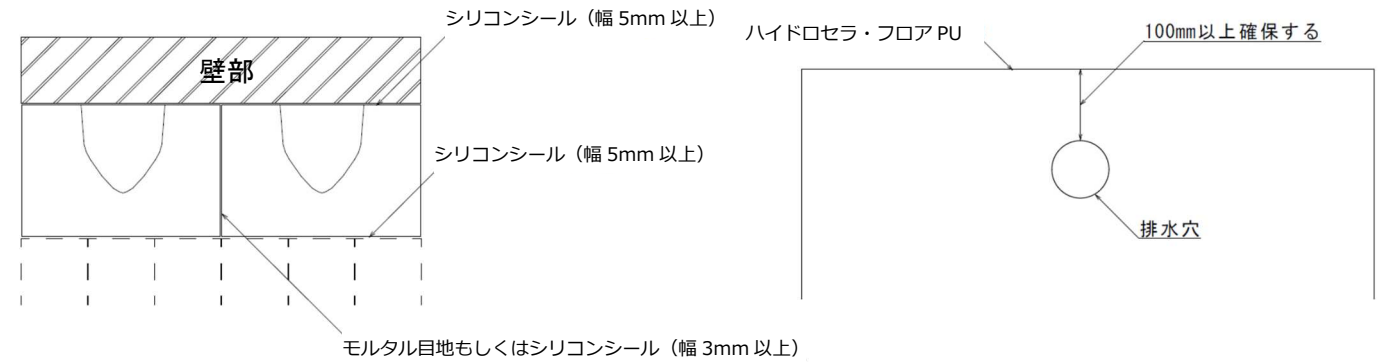 シリコンシール（幅 5mm 以上）
壁部
シリコンシール（幅 5mm 以上）
モルタル目地もしくはシリコンシール（幅 3mm 以上）
ハイドロセラ・フロア PU
100mm以上確保する
排水穴